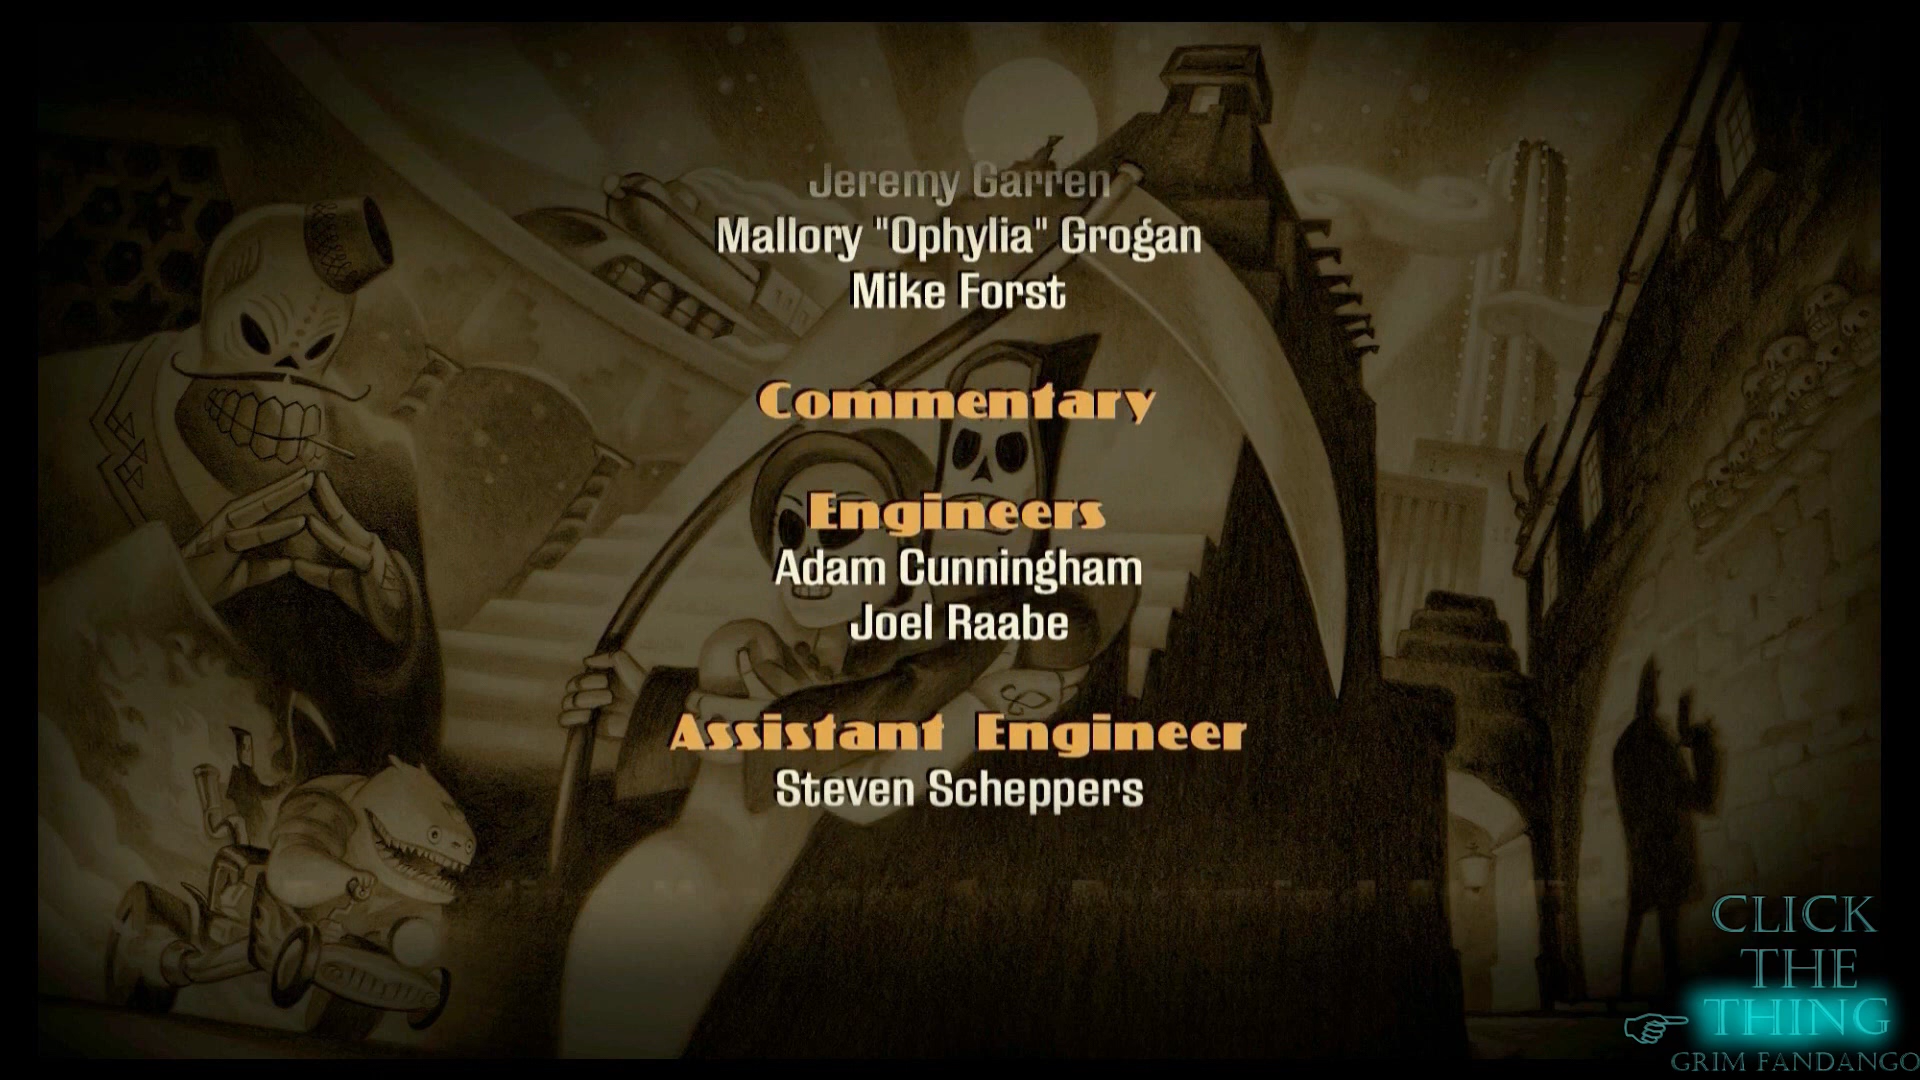 Jeremy Garren
Mallory "Ophylia" Grogan
Mike Forst
Commentary
Engineers
Adam Cunningham
Joel Raabe
Assistant Engineer
Steven Scheppers
CLICK
THE
THING
GRIM FANDANGO